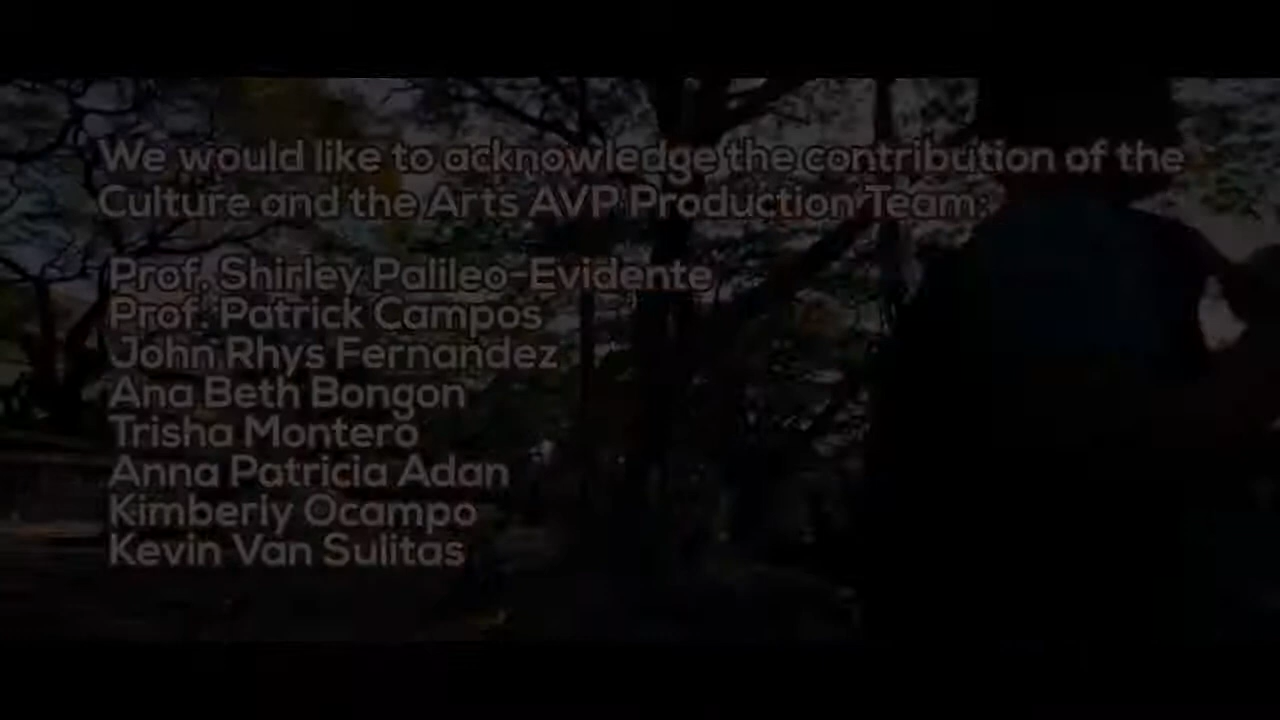 We would like to acknowledge the contribution of the
Culture and the Arts AVP Production Team:
Prof. Shirley Palileo-Evidente
Prof. Patrick Campos
John Rhys Fernandez
Ana Beth Bongon
Trisha Montero
Anna Patricia Adan
Kimberly Ocampo
Kevin Van Sulitas